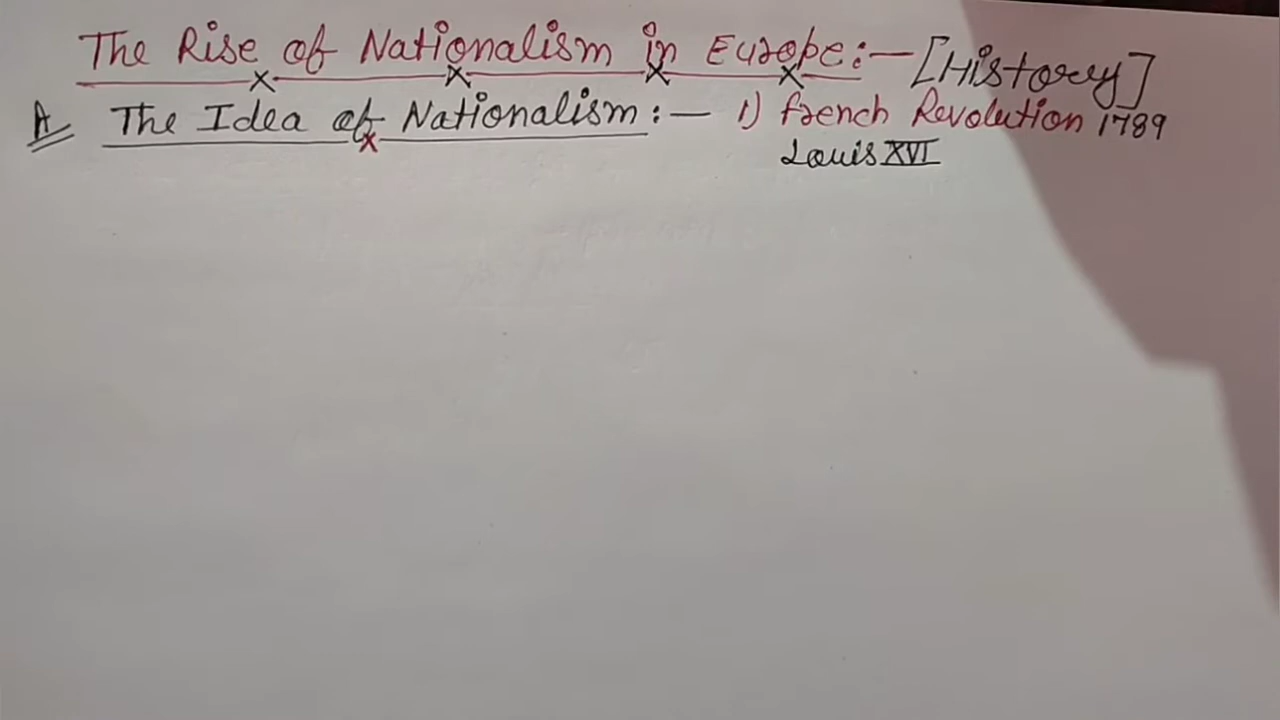 The Rise of Nationalism in Europe:- [History]
A The Idea of Nationalism:- 1) French Revolution 1789
Louis XVI